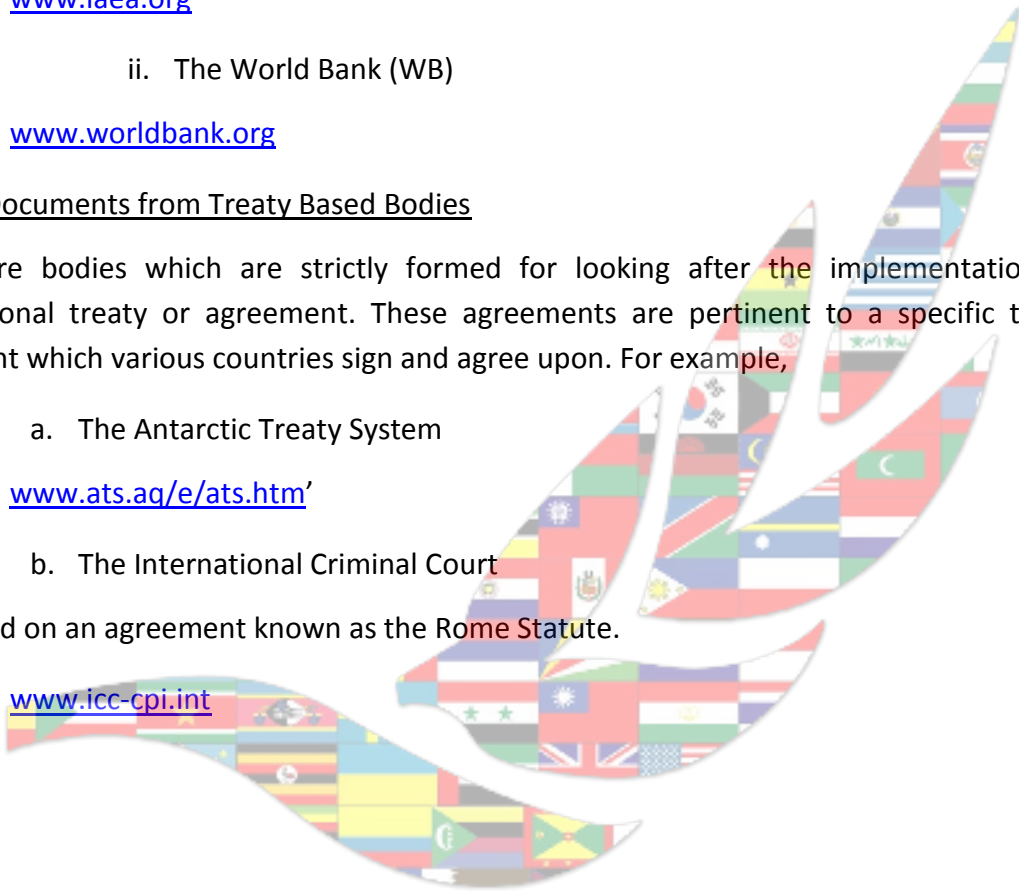 www.iaea.org
ii. The World Bank (WB)
www.worldbank.org
ocuments from Treaty Based Bodies
re bodies which are strictly formed for looking after the implementatio
onal treaty or agreement. These agreements are pertinent to a specific t
nt which various countries sign and agree upon. For example,
a. The Antarctic Treaty System
www.ats.aq/e/ats.htm’
b. The International Criminal Court
d on an agreement known as the Rome Statute.
www.icc-cpi.int